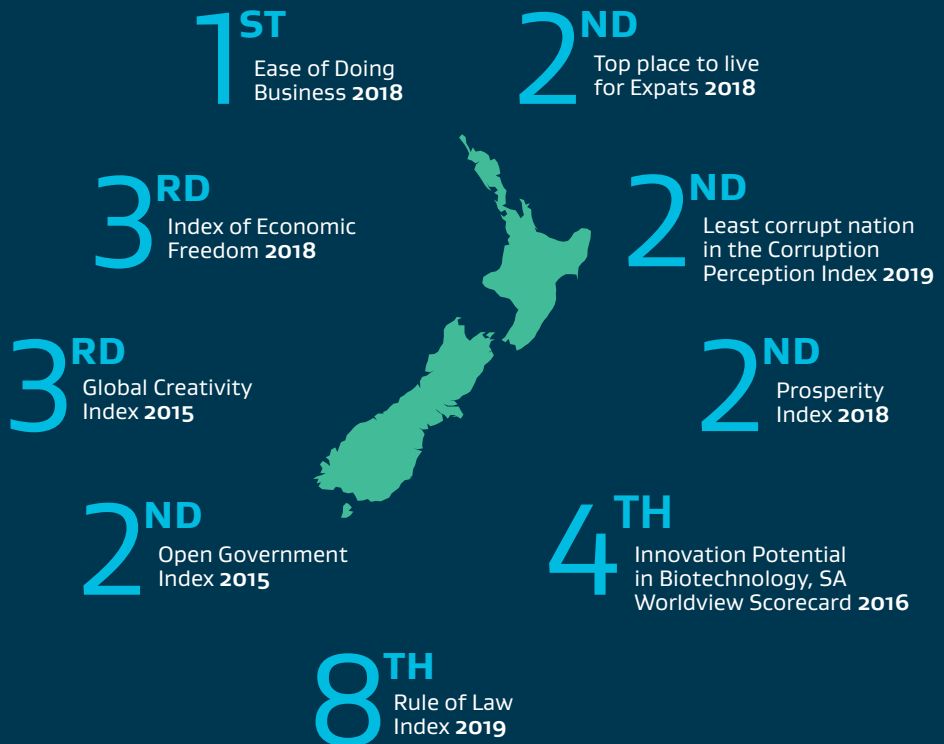 1ST
Ease of Doing
Business 2018
2ND
Top place to live
for Expats 2018
3RD
Index of Economic
Freedom 2018
2ND
Least corrupt nation
in the Corruption
Perception Index 2019
3RD
Global Creativity
Index 2015
2ND
Prosperity
Index 2018
2ND
Open Government
Index 2015
4TH
Innovation Potential
in Biotechnology, SA
Worldview Scorecard 2016
8TH
Rule of Law
Index 2019